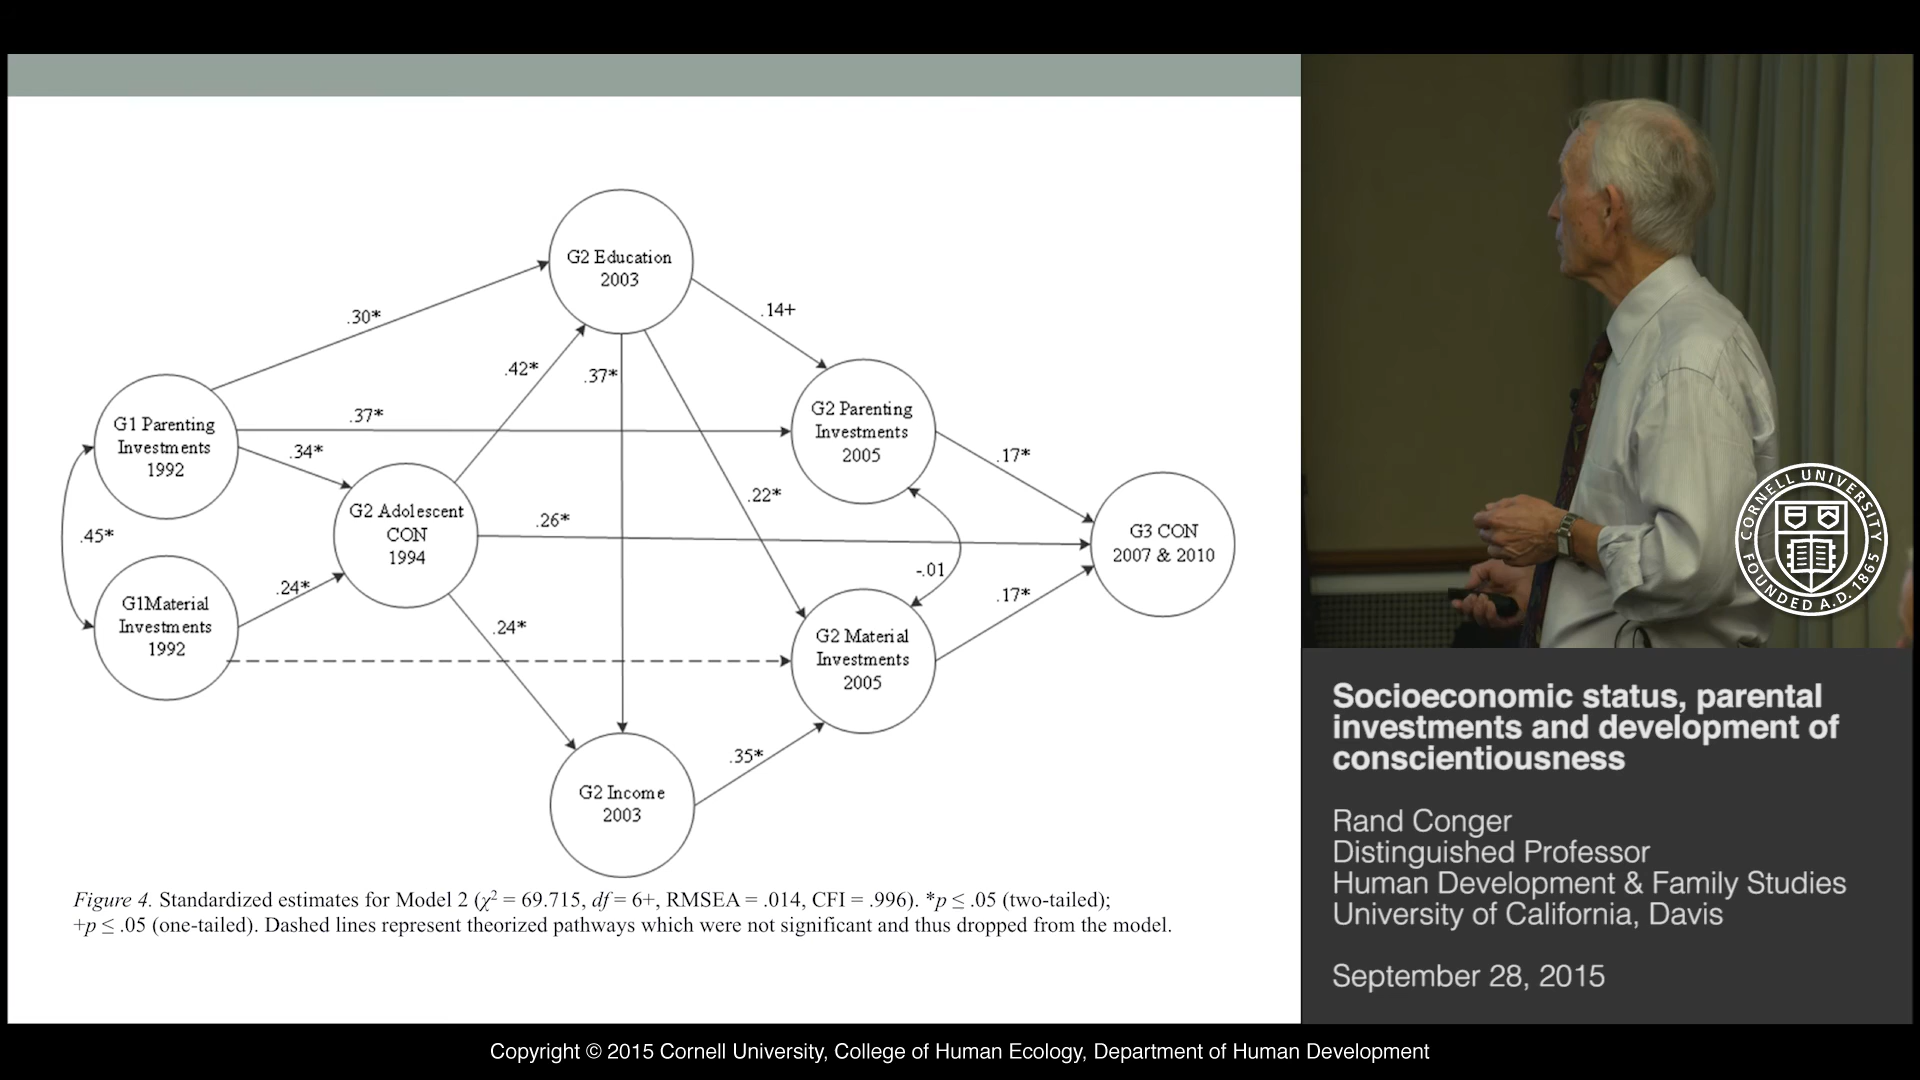 G2 Education
2003
.30*
.14+
.42*
.37*
G1 Parenting
Investments
1992
.37*
.34*
G2 Parenting
Investments
2005
.17*
.45*
G2 Adolescent
CON
1994
.26*
.22*
G3 CON
2007 & 2010
-.01
G1Material
Investments
1992
.24*
.24*
.17*
G2 Material
Investments
2005
.35*
G2 Income
2003
Figure 4. Standardized estimates for Model 2 (χ² = 69.715, df = 6+, RMSEA = .014, CFI = .996). *p ≤ .05 (two-tailed);
+p ≤ .05 (one-tailed). Dashed lines represent theorized pathways which were not significant and thus dropped from the model.
CORNELL UNIVERSITY
FOUNDED A.D. 1865
Socioeconomic status, parental
investments and development of
conscientiousness
Rand Conger
Distinguished Professor
Human Development & Family Studies
University of California, Davis
September 28, 2015
Copyright © 2015 Cornell University, College of Human Ecology, Department of Human Development